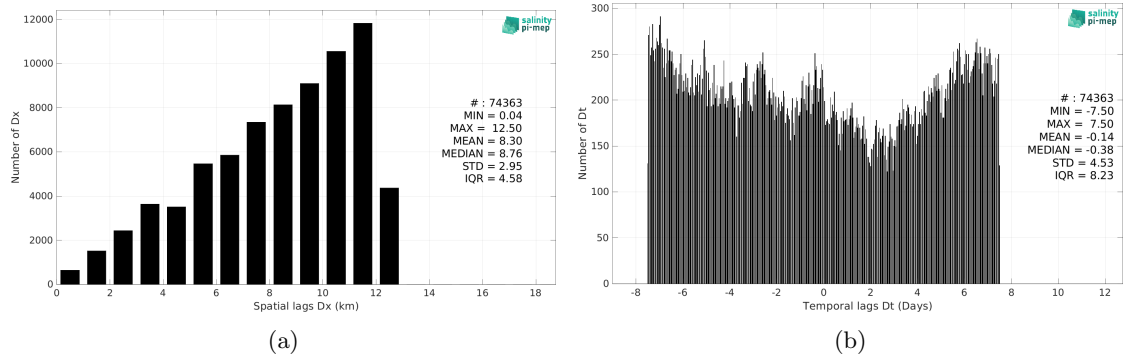 12000
10000
8000
6000
4000
2000
0
Number of Dx
0 2 4 6 8 10 12 14 16 18
Spatial lags Dx (km)
salinity
pi-mep
# : 74363
MIN = 0.04
MAX = 12.50
MEAN = 8.30
MEDIAN = 8.76
STD = 2.95
IQR = 4.58
(a)
300
250
200
150
100
50
0
Number of Dt
-8 -6 -4 -2 0 2 4 6 8 10 12
Temporal lags Dt (Days)
salinity
pi-mep
# : 74363
MIN = -7.50
MAX = 7.50
MEAN = -0.14
MEDIAN = -0.38
STD = 4.53
IQR = 8.23
(b)